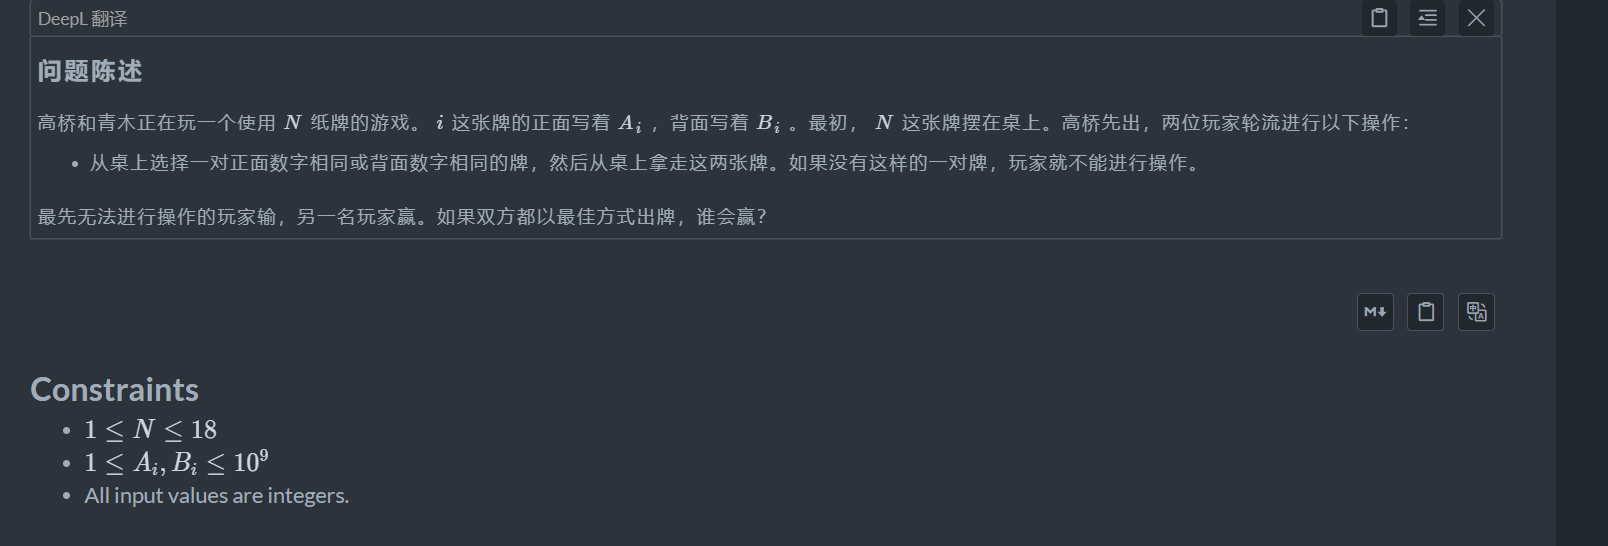 DeepL 翻译
问题陈述
高桥和青木正在玩一个使用 N 纸牌的游戏。 i 这张牌的正面写着 A_i ，背面写着 B_i 。最初， N 这张牌摆在桌上。高桥先出，两位玩家轮流进行以下操作：
• 从桌上选择一对正面数字相同或背面数字相同的牌，然后从桌上拿走这两张牌。如果没有这样的一对牌，玩家就不能进行操作。
最先无法进行操作的玩家输，另一名玩家赢。如果双方都以最佳方式出牌，谁会赢？
M↓
Constraints
• 1 ≤ N ≤ 18
• 1 ≤ A_i, B_i ≤ 10^9
• All input values are integers.